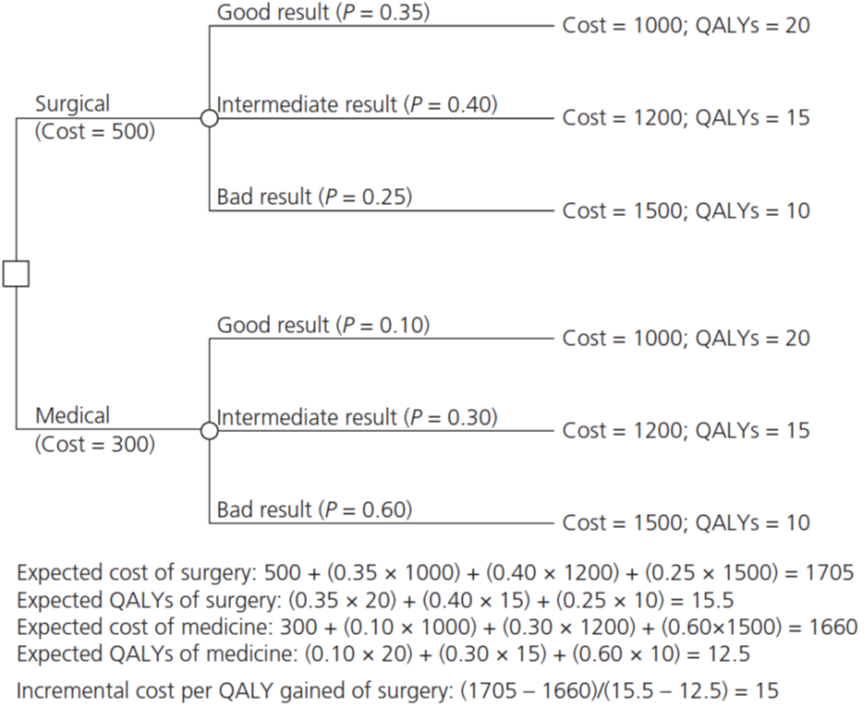 Good result (P = 0.35)
Cost = 1000; QALYs = 20
Surgical
(Cost = 500)
Intermediate result (P = 0.40)
Cost = 1200; QALYs = 15
Bad result (P = 0.25)
Cost = 1500; QALYs = 10
Good result (P = 0.10)
Cost = 1000; QALYs = 20
Medical
(Cost = 300)
Intermediate result (P = 0.30)
Cost = 1200; QALYs = 15
Bad result (P = 0.60)
Cost = 1500; QALYs = 10
Expected cost of surgery: 500 + (0.35 × 1000) + (0.40 × 1200) + (0.25 × 1500) = 1705
Expected QALYs of surgery: (0.35 × 20) + (0.40 × 15) + (0.25 × 10) = 15.5
Expected cost of medicine: 300 + (0.10 × 1000) + (0.30 × 1200) + (0.60×1500) = 1660
Expected QALYs of medicine: (0.10 × 20) + (0.30 × 15) + (0.60 × 10) = 12.5
Incremental cost per QALY gained of surgery: (1705 – 1660)/(15.5 – 12.5) = 15